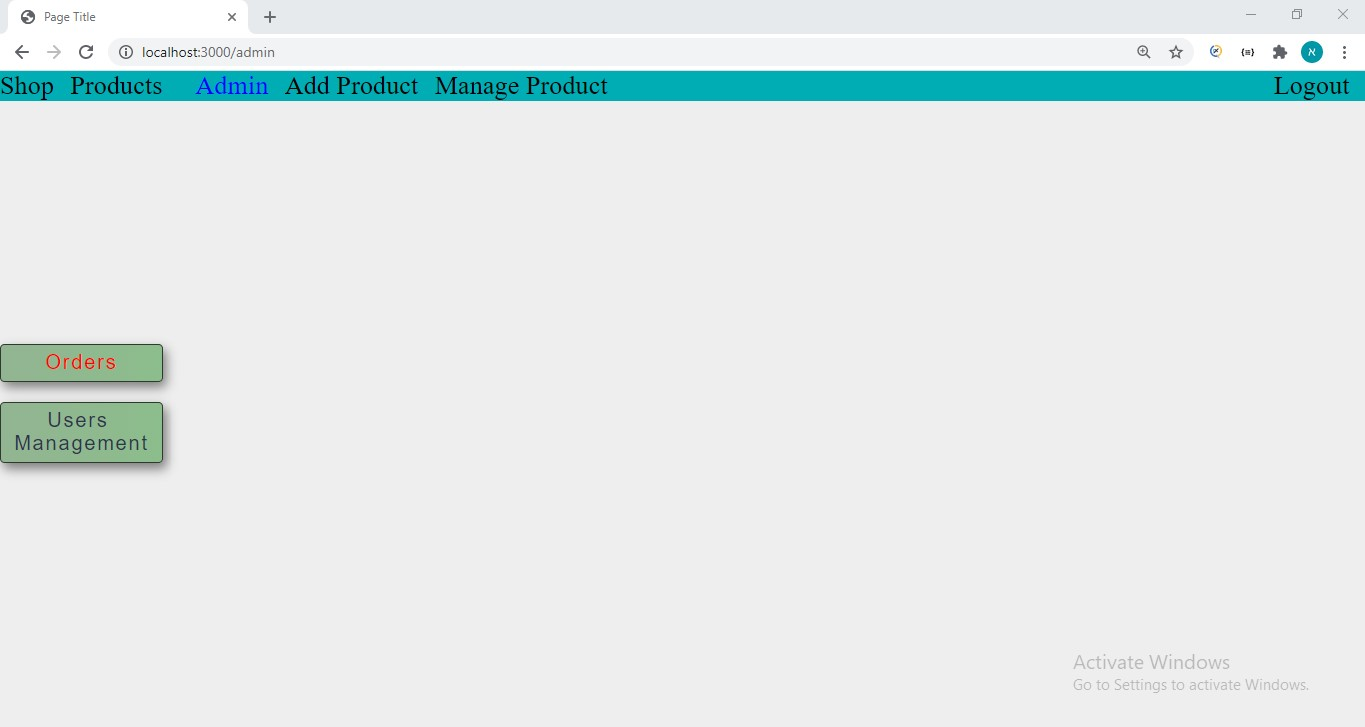 Page Title
localhost:3000/admin
{≡}
א
Shop Products Admin Add Product Manage Product Logout
Orders
Users
Management
Activate Windows
Go to Settings to activate Windows.